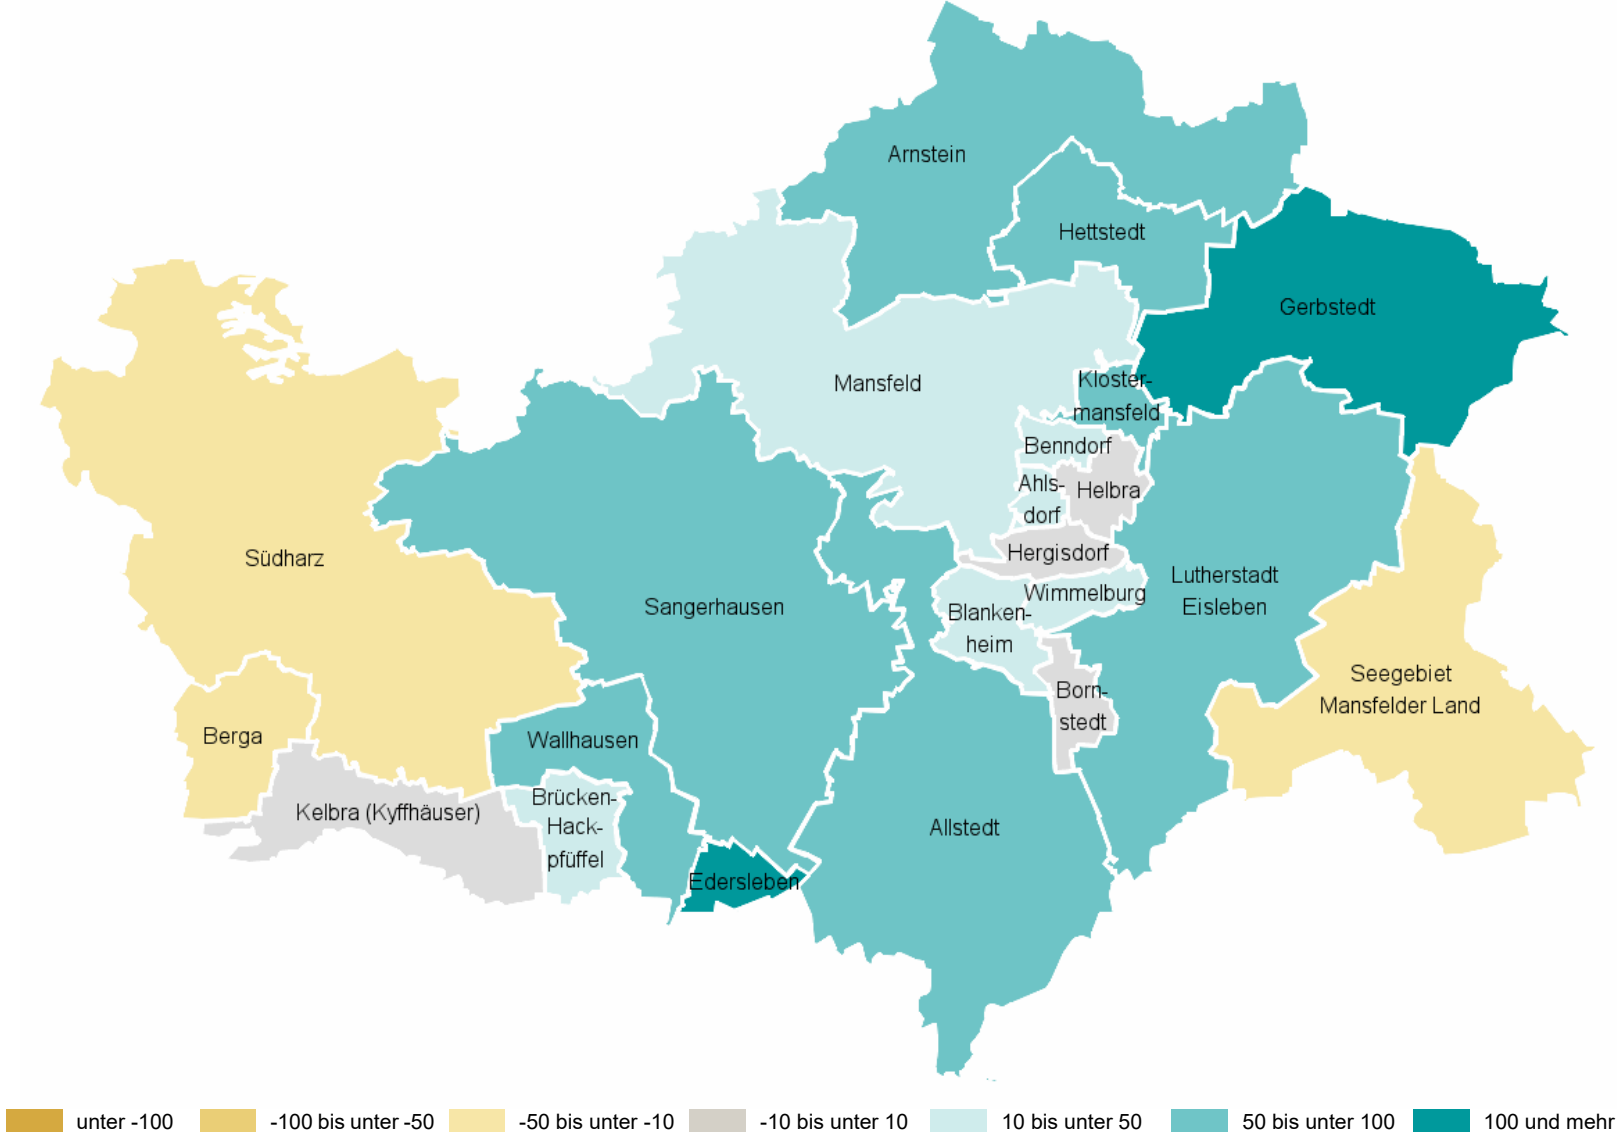 Arnstein
Hettstedt
Gerbstedt
Mansfeld
Kloster-
mansfeld
Benndorf
Ahls-
dorf
Helbra
Hergisdorf
Südharz
Wimmelburg
Lutherstadt
Eisleben
Sangerhausen
Blanken-
heim
Seegebiet
Mansfelder Land
Born-
stedt
Berga
Wallhausen
Brücken-
Hack-
pfüffel
Kelbra (Kyffhäuser)
Allstedt
Edersleben
unter -100
-100 bis unter -50
-50 bis unter -10
-10 bis unter 10
10 bis unter 50
50 bis unter 100
100 und mehr